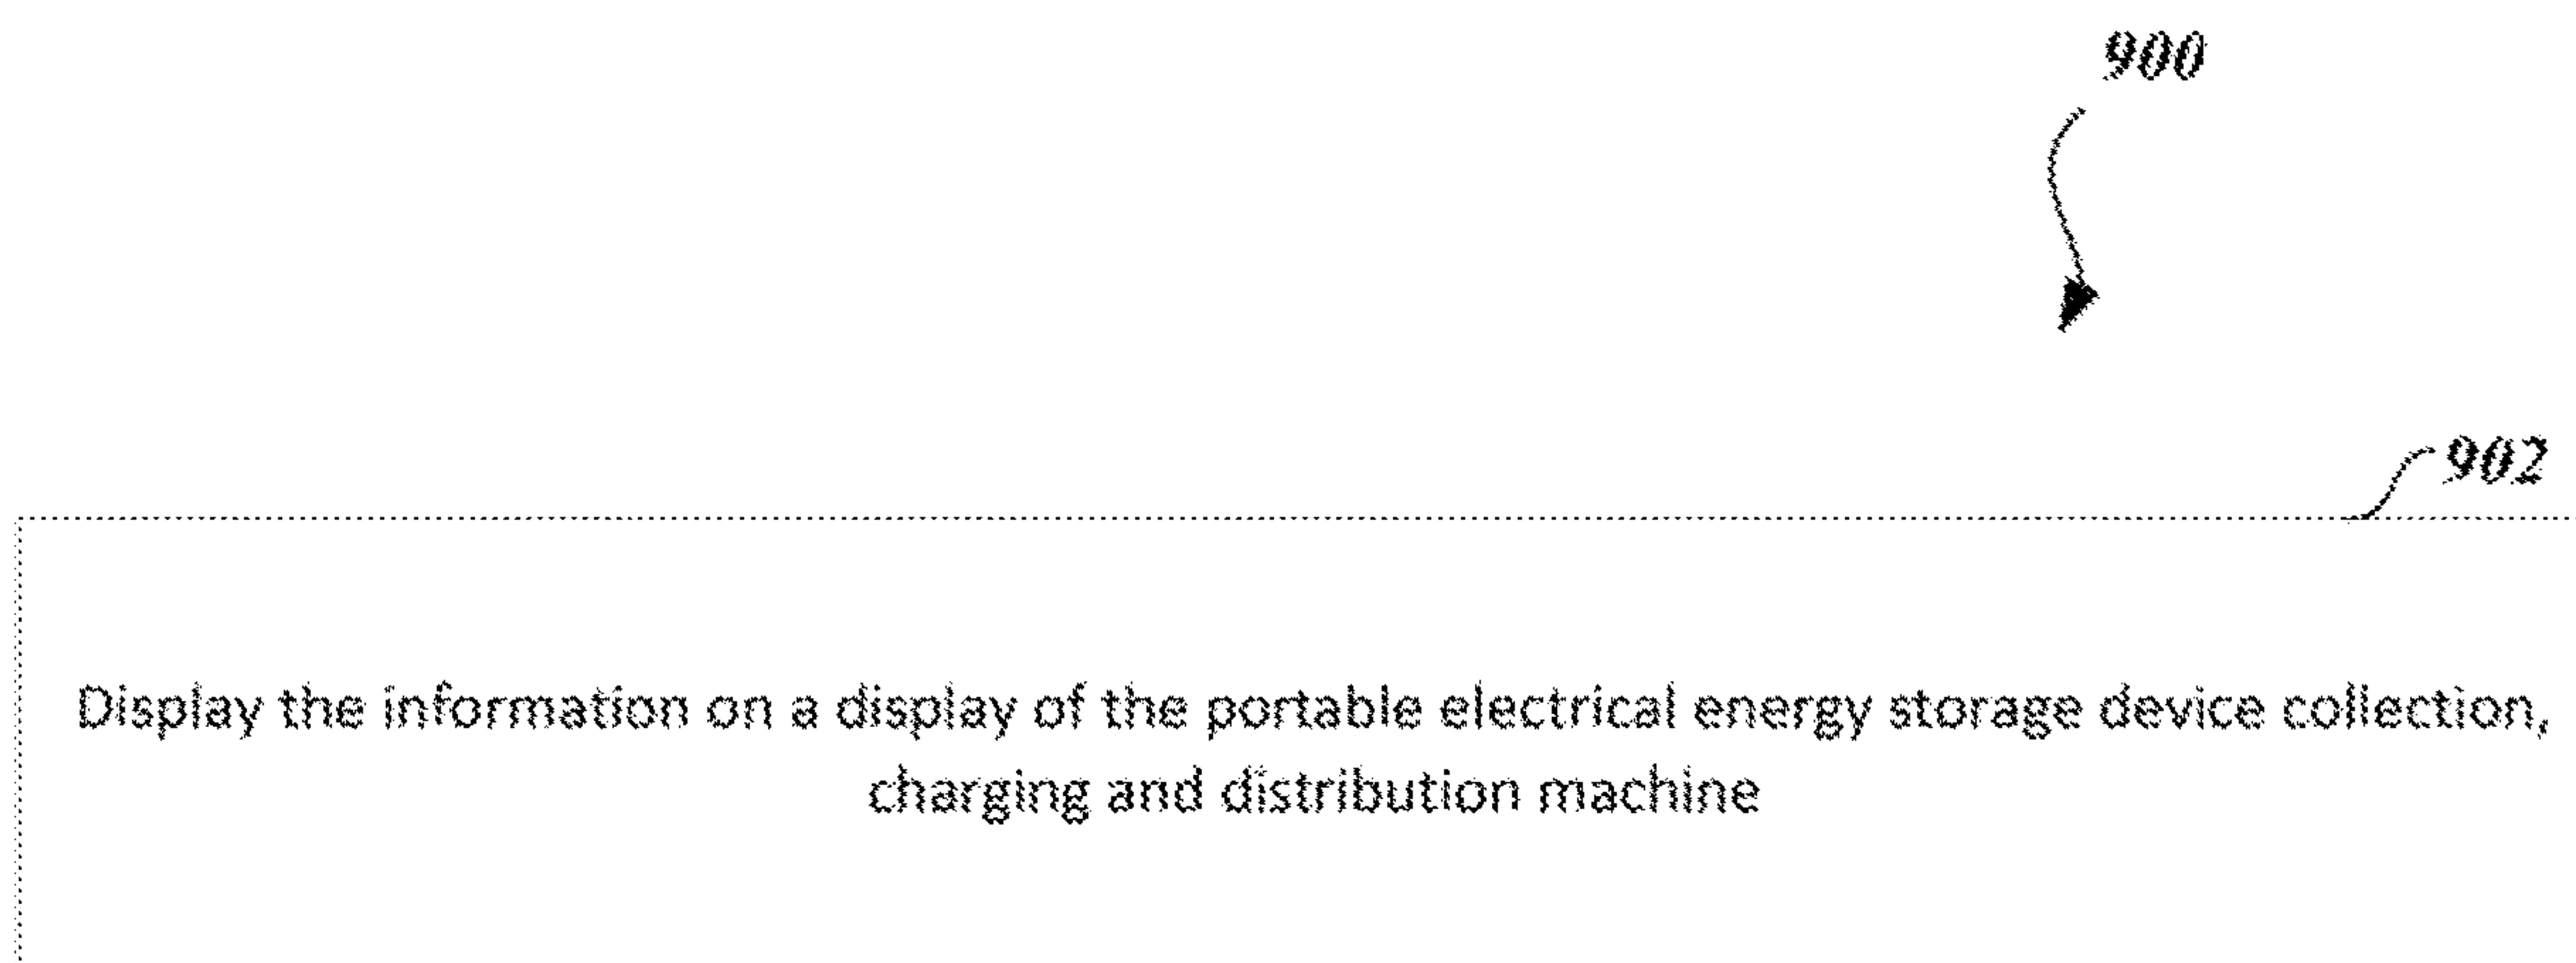 900
902
Display the information on a display of the portable electrical energy storage device collection,
charging and distribution machine